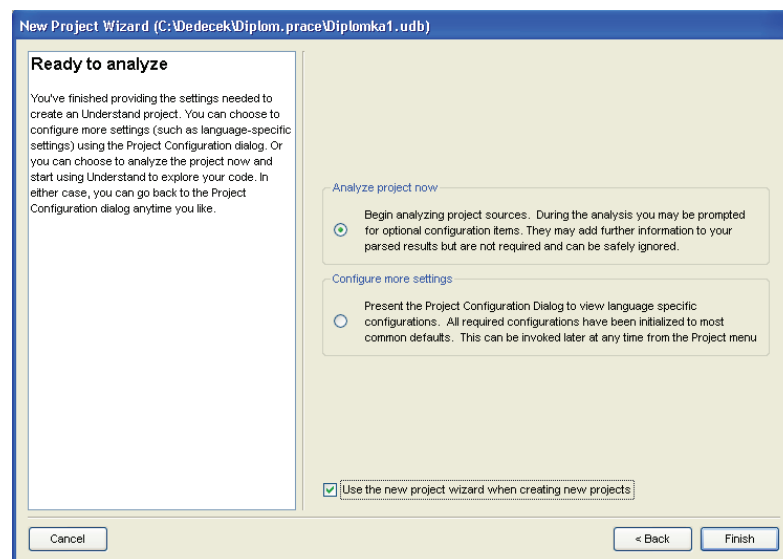 New Project Wizard (C:\Dedecek\Diplom.prace\Diplomka1.udb)
Ready to analyze
You've finished providing the settings needed to
create an Understand project. You can choose to
configure more settings (such as language-specific
settings) using the Project Configuration dialog. Or
you can choose to analyze the project now and
start using Understand to explore your code. In
either case, you can go back to the Project
Configuration dialog anytime you like.
Analyze project now
Begin analyzing project sources. During the analysis you may be prompted
for optional configuration items. They may add further information to your
parsed results but are not required and can be safely ignored.
Configure more settings
Present the Project Configuration Dialog to view language specific
configurations. All required configurations have been initialized to most
common defaults. This can be invoked later at any time from the Project menu
Use the new project wizard when creating new projects
Cancel
< Back
Finish